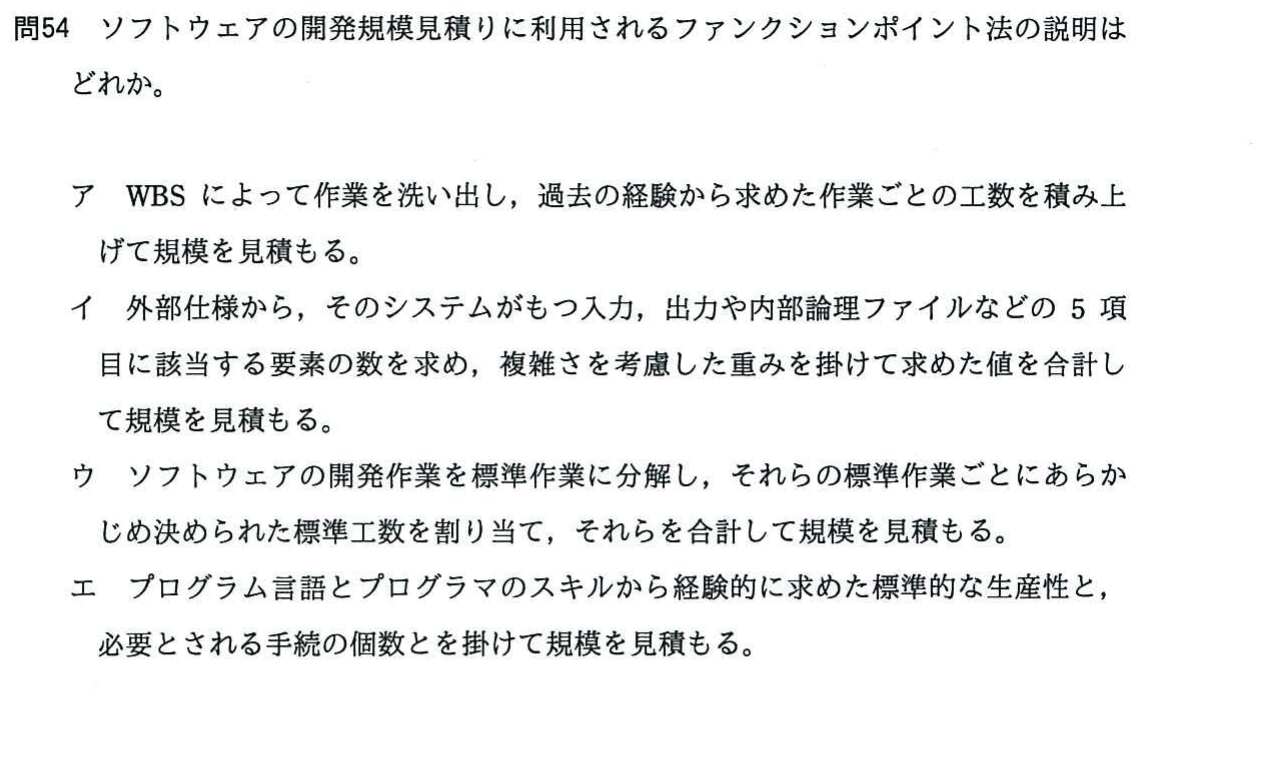 問54 ソフトウェアの開発規模見積りに利用されるファンクションポイント法の説明は
どれか。
ア WBS によって作業を洗い出し，過去の経験から求めた作業ごとの工数を積み上
げて規模を見積もる。
イ 外部仕様から，そのシステムがもつ入力，出力や内部論理ファイルなどの 5 項
目に該当する要素の数を求め，複雑さを考慮した重みを掛けて求めた値を合計し
て規模を見積もる。
ウ ソフトウェアの開発作業を標準作業に分解し，それらの標準作業ごとにあらか
じめ決められた標準工数を割り当て，それらを合計して規模を見積もる。
エ プログラム言語とプログラマのスキルから経験的に求めた標準的な生産性と，
必要とされる手続の個数とを掛けて規模を見積もる。